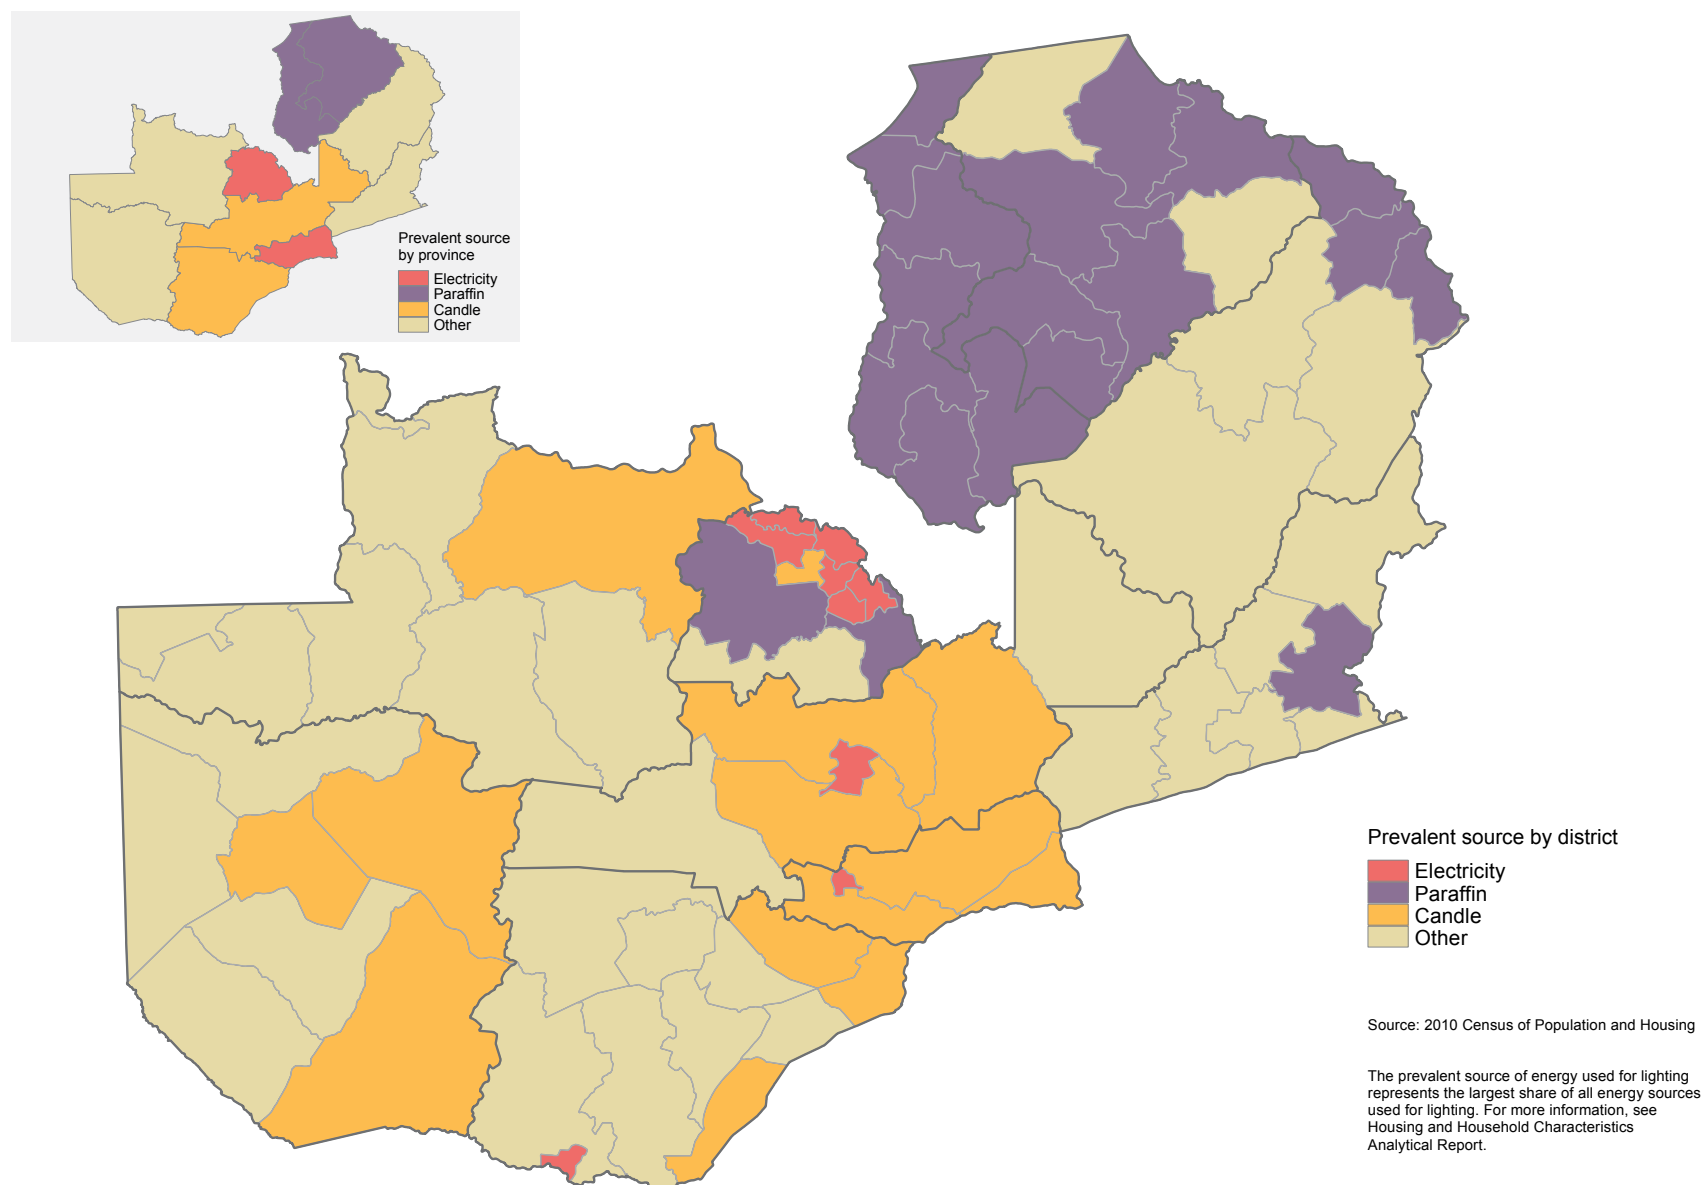 Prevalent source
by province
Electricity
Paraffin
Candle
Other
Prevalent source by district
Electricity
Paraffin
Candle
Other
Source: 2010 Census of Population and Housing
The prevalent source of energy used for lighting
represents the largest share of all energy sources
used for lighting. For more information, see
Housing and Household Characteristics
Analytical Report.